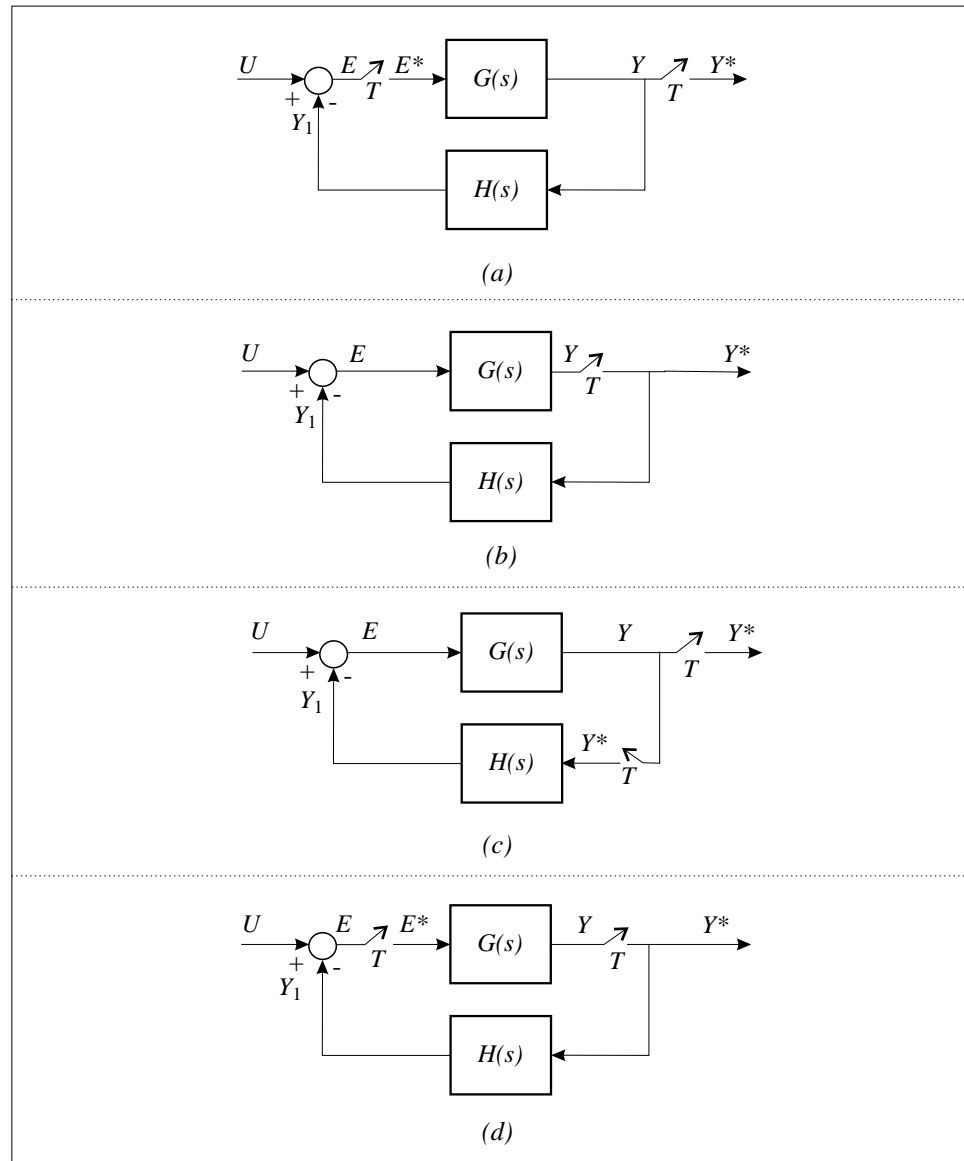 U E E* G(s) Y Y*
+ - T T
Y1
H(s)
(a)
U E G(s) Y Y*
+ - T
Y1
H(s)
(b)
U E G(s) Y Y*
+ - T
Y1
Y*
H(s) T
(c)
U E E* G(s) Y Y*
+ - T T
Y1
H(s)
(d)